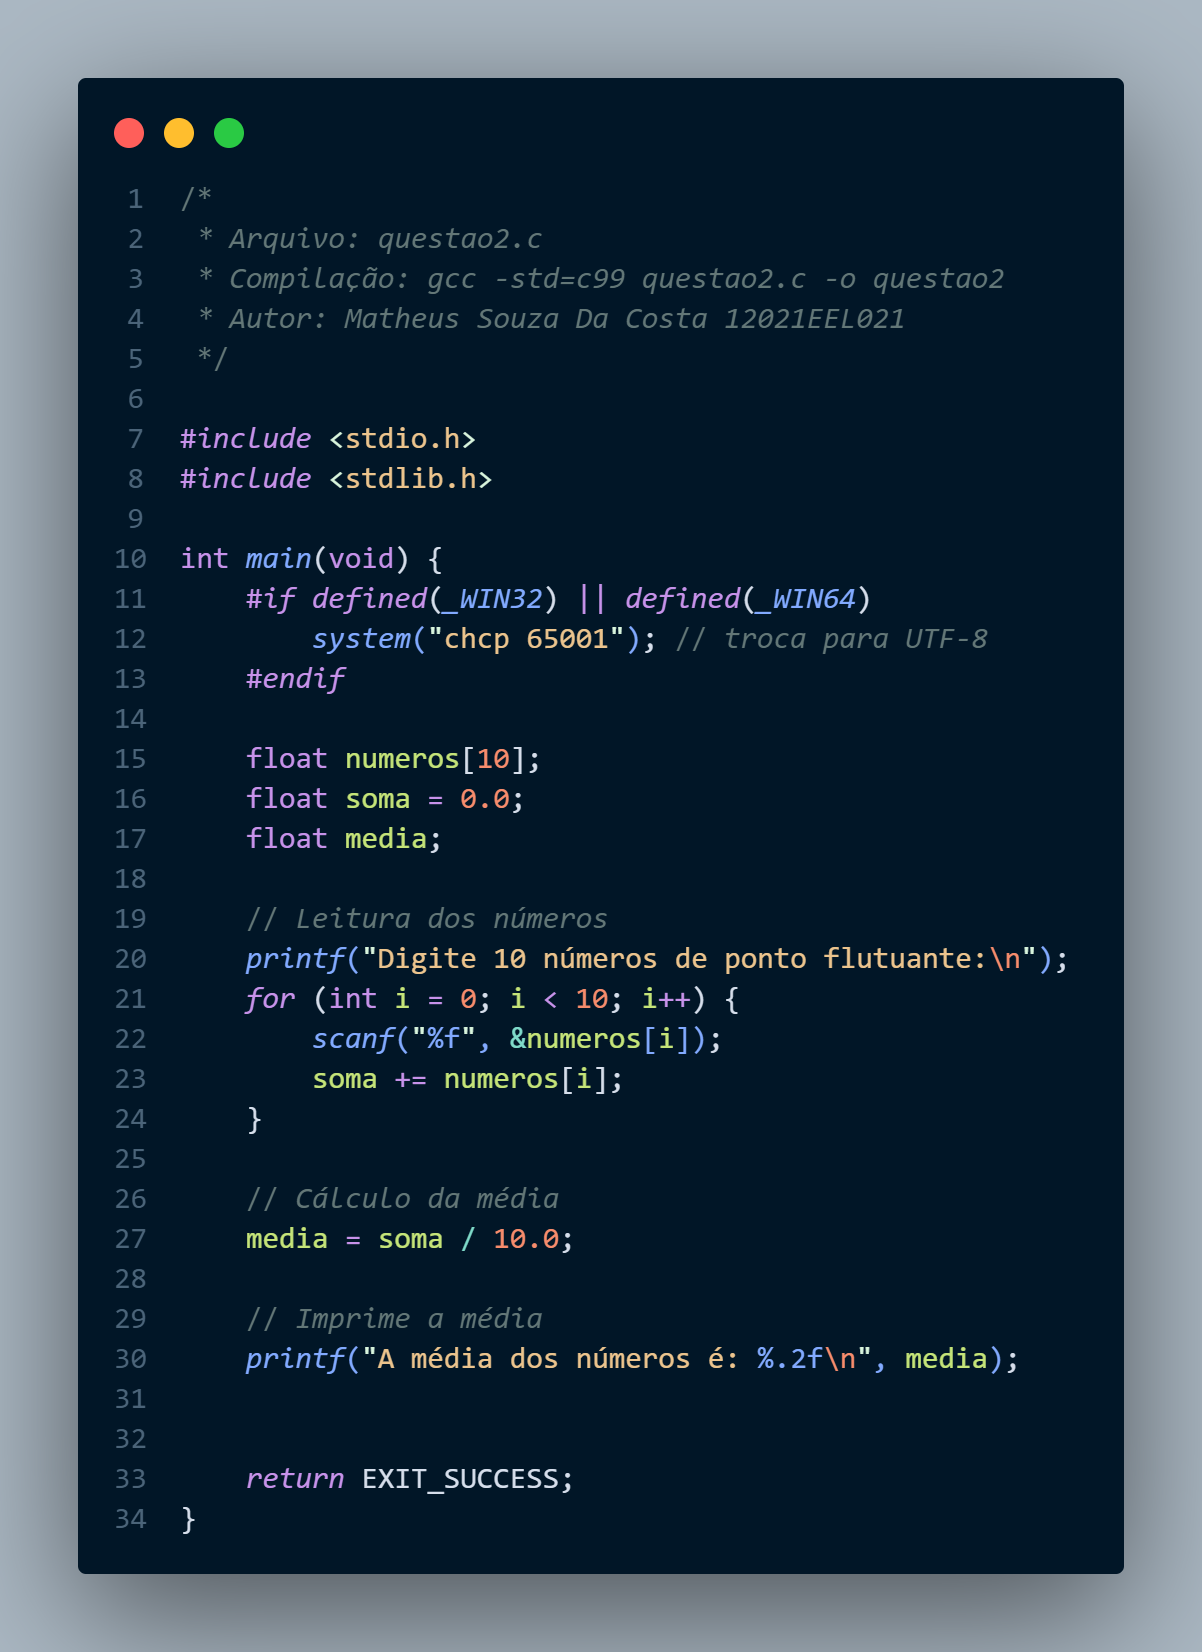 1 /*
2  * Arquivo: questao2.c
3  * Compilação: gcc -std=c99 questao2.c -o questao2
4  * Autor: Matheus Souza Da Costa 12021EEL021
5  */
6
7 #include <stdio.h>
8 #include <stdlib.h>
9
10 int main(void) {
11     #if defined(_WIN32) || defined(_WIN64)
12         system("chcp 65001"); // troca para UTF-8
13     #endif
14
15     float numeros[10];
16     float soma = 0.0;
17     float media;
18
19     // Leitura dos números
20     printf("Digite 10 números de ponto flutuante:\n");
21     for (int i = 0; i < 10; i++) {
22         scanf("%f", &numeros[i]);
23         soma += numeros[i];
24     }
25
26     // Cálculo da média
27     media = soma / 10.0;
28
29     // Imprime a média
30     printf("A média dos números é: %.2f\n", media);
31
32
33     return EXIT_SUCCESS;
34 }